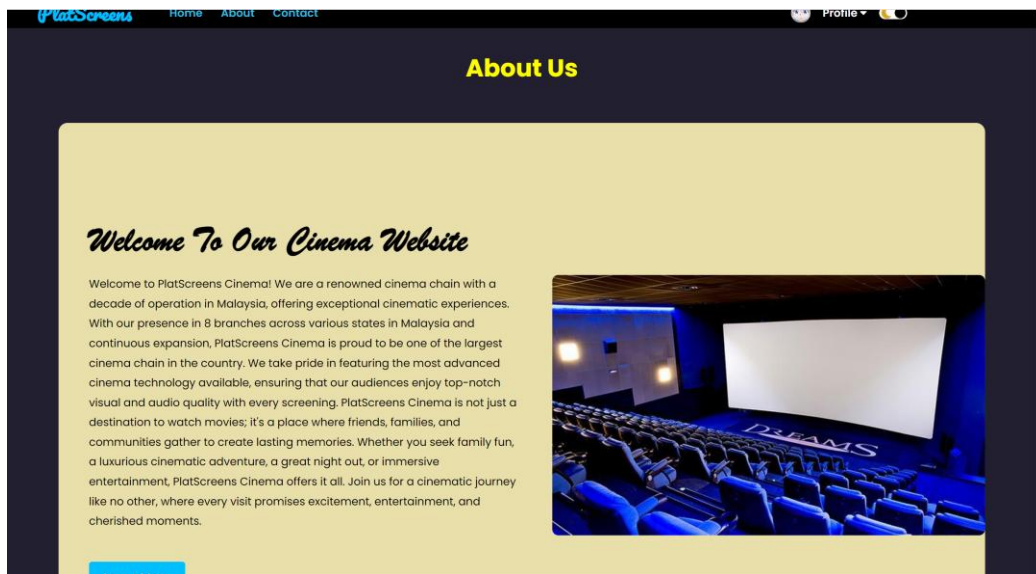 PlatScreens Home About Contact Profile
About Us
Welcome To Our Cinema Website
Welcome to PlatScreens Cinema! We are a renowned cinema chain with a
decade of operation in Malaysia, offering exceptional cinematic experiences.
With our presence in 8 branches across various states in Malaysia and
continuous expansion, PlatScreens Cinema is proud to be one of the largest
cinema chain in the country. We take pride in featuring the most advanced
cinema technology available, ensuring that our audiences enjoy top-notch
visual and audio quality with every screening. PlatScreens Cinema is not just a
destination to watch movies; it's a place where friends, families, and
communities gather to create lasting memories. Whether you seek family fun,
a luxurious cinematic adventure, a great night out, or immersive
entertainment, PlatScreens Cinema offers it all. Join us for a cinematic journey
like no other, where every visit promises excitement, entertainment, and
cherished moments.
DREAMS